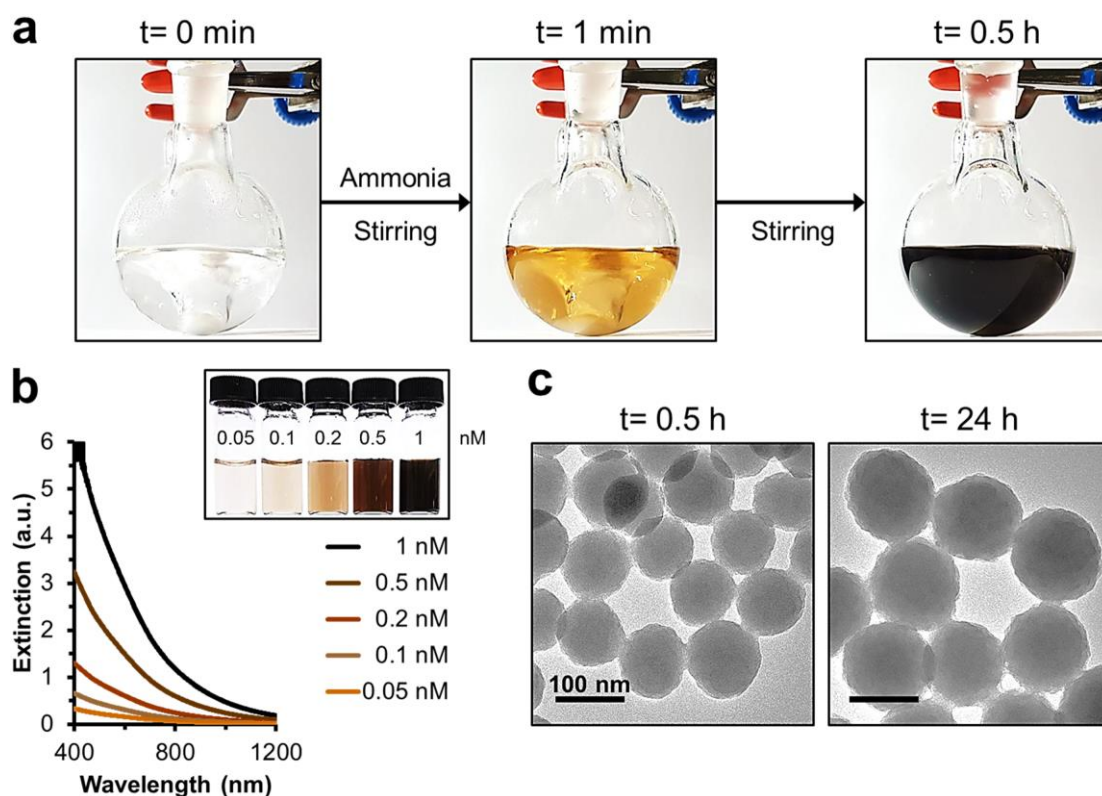 a
t= 0 min
t= 1 min
t= 0.5 h
Ammonia
Stirring
Stirring
b
0.05 0.1 0.2 0.5 1 nM
6
5
4
3
2
1
0
Extinction (a.u.)
400 800 1200
Wavelength (nm)
1 nM
0.5 nM
0.2 nM
0.1 nM
0.05 nM
c
t= 0.5 h
t= 24 h
100 nm